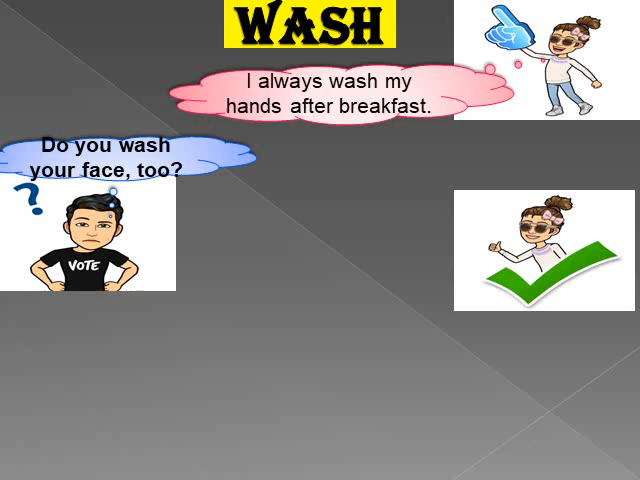 WASH
I always wash my
hands after breakfast.
Do you wash
your face, too?
?
VOTE